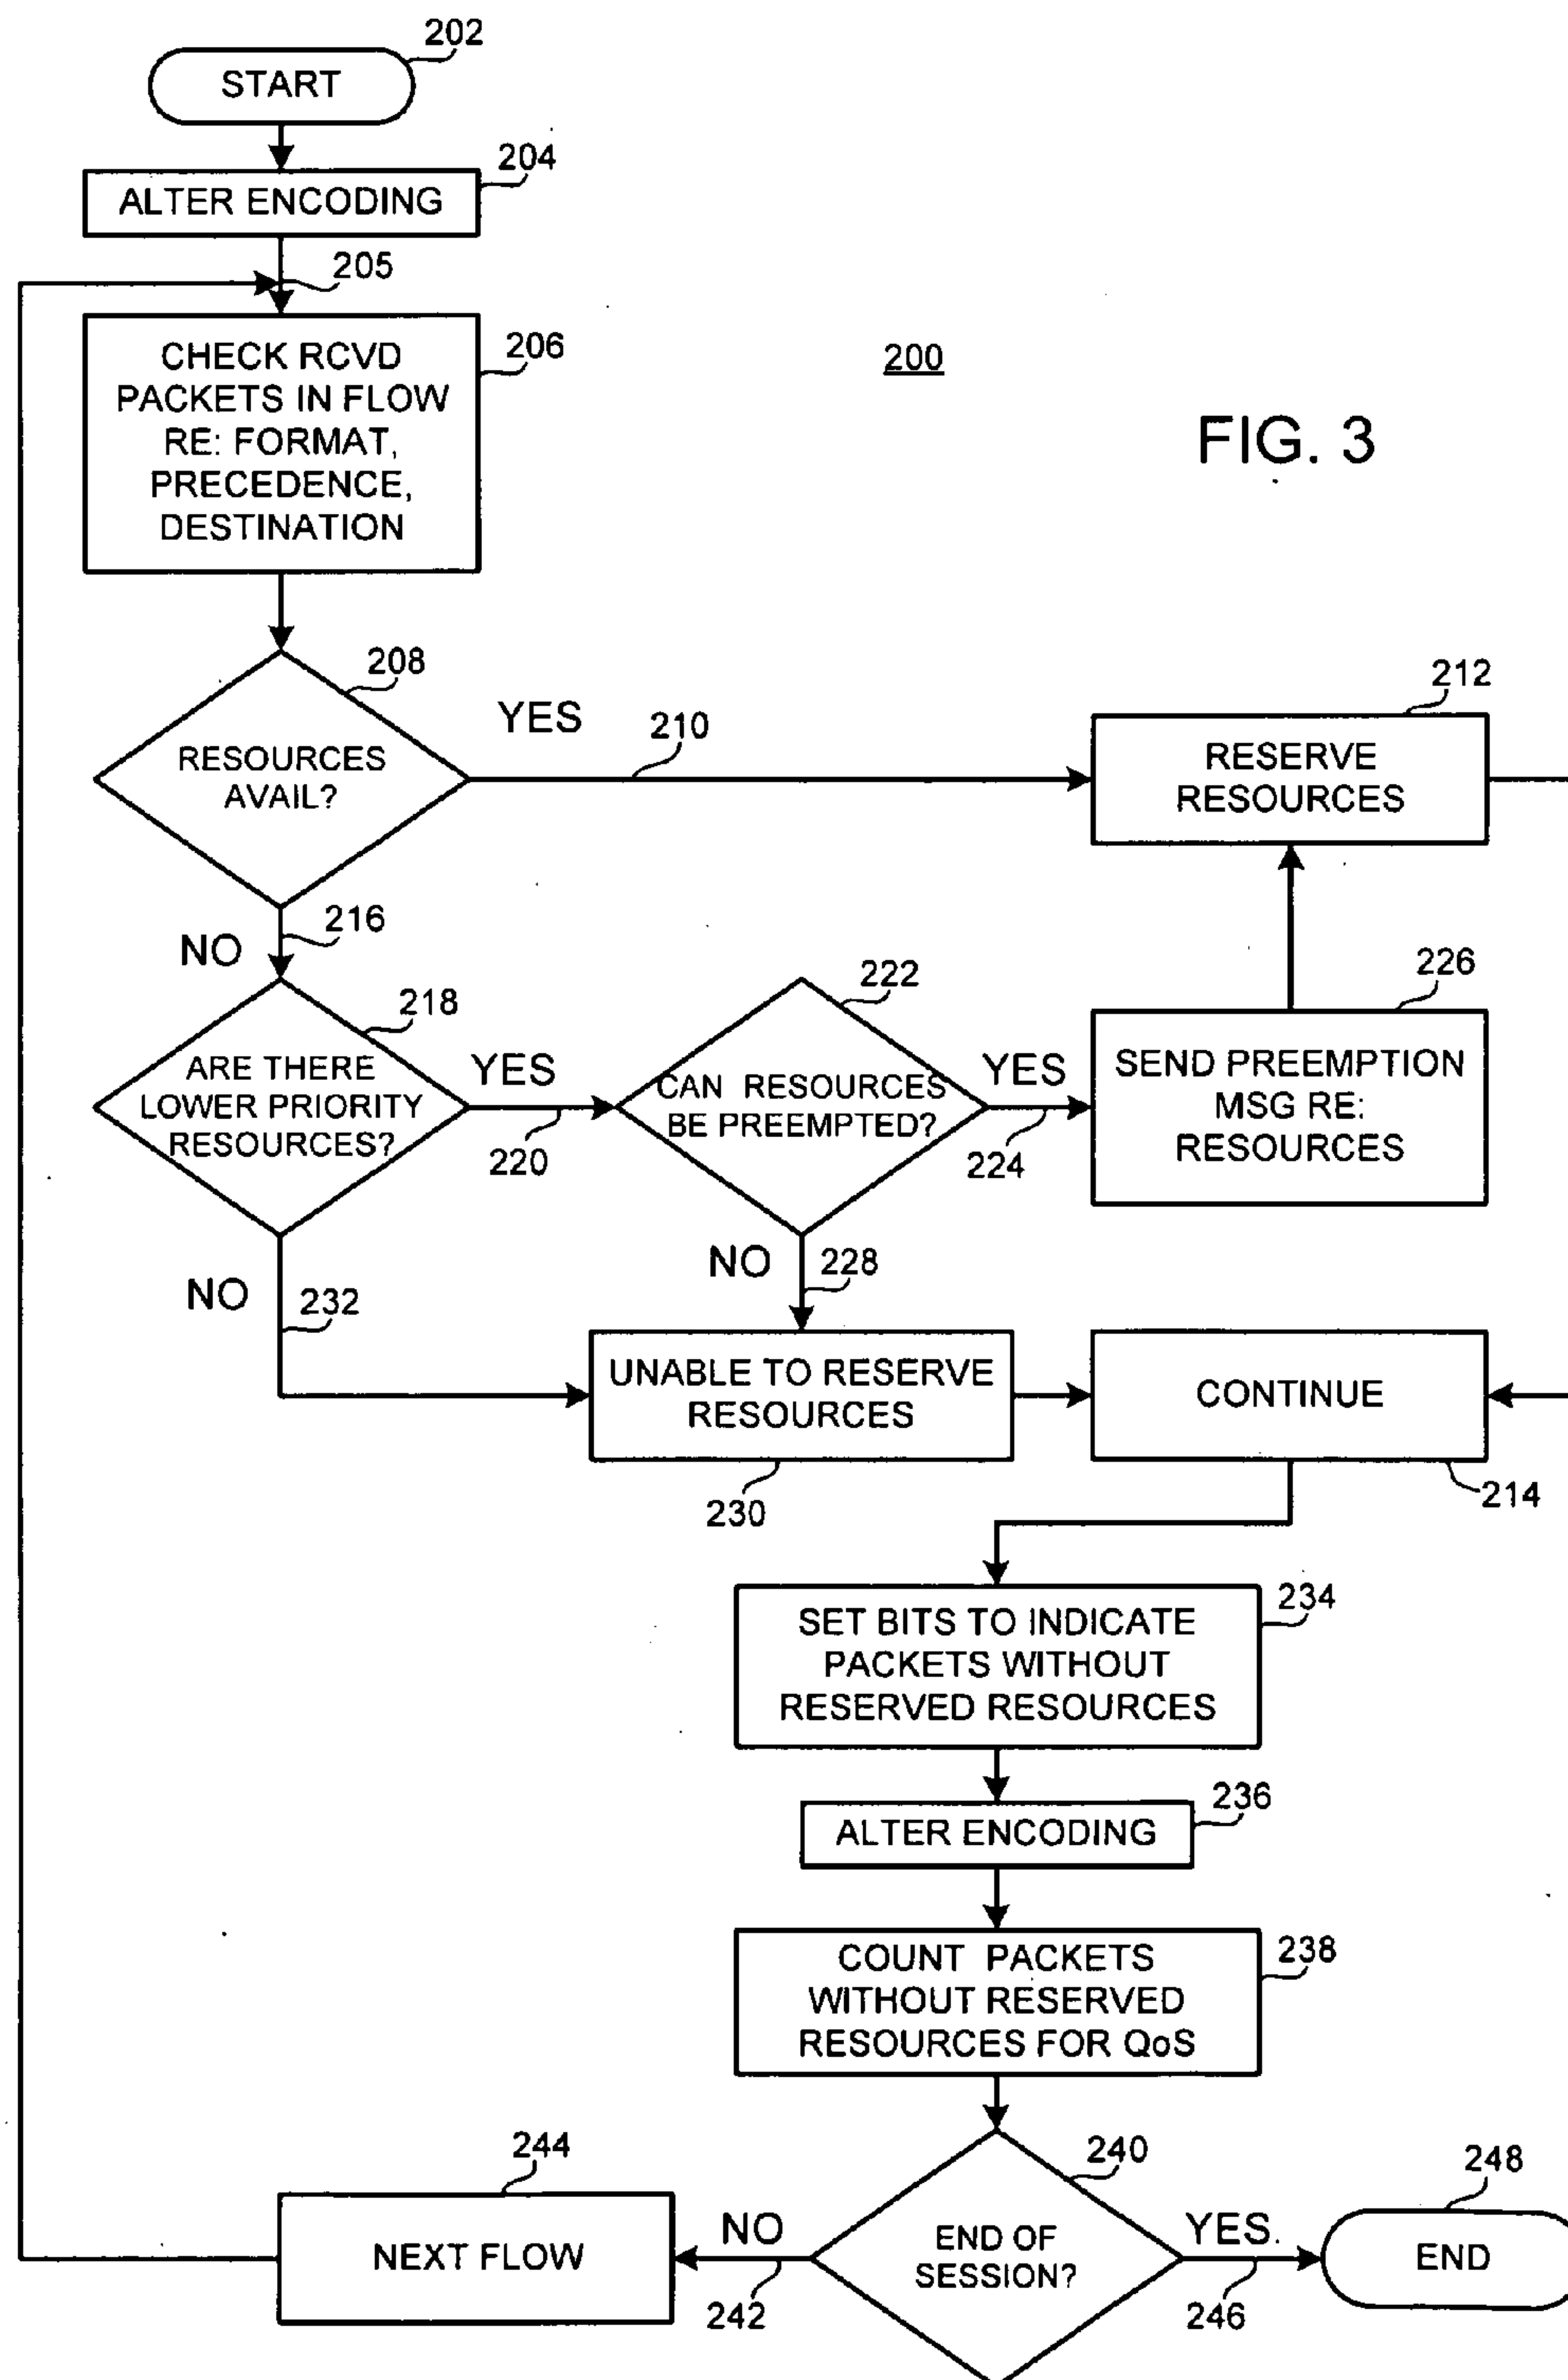 202
START
204
ALTER ENCODING
205
CHECK RCVD
PACKETS IN FLOW
RE: FORMAT,
PRECEDENCE,
DESTINATION
206
200
FIG. 3
208
RESOURCES
AVAIL?
YES
210
212
RESERVE
RESOURCES
NO
216
218
ARE THERE
LOWER PRIORITY
RESOURCES?
YES
220
222
CAN RESOURCES
BE PREEMPTED?
YES
224
226
SEND PREEMPTION
MSG RE:
RESOURCES
NO
228
NO
232
UNABLE TO RESERVE
RESOURCES
230
CONTINUE
214
234
SET BITS TO INDICATE
PACKETS WITHOUT
RESERVED RESOURCES
236
ALTER ENCODING
238
COUNT PACKETS
WITHOUT RESERVED
RESOURCES FOR QoS
240
END OF
SESSION?
NO
242
244
NEXT FLOW
YES.
246
248
END